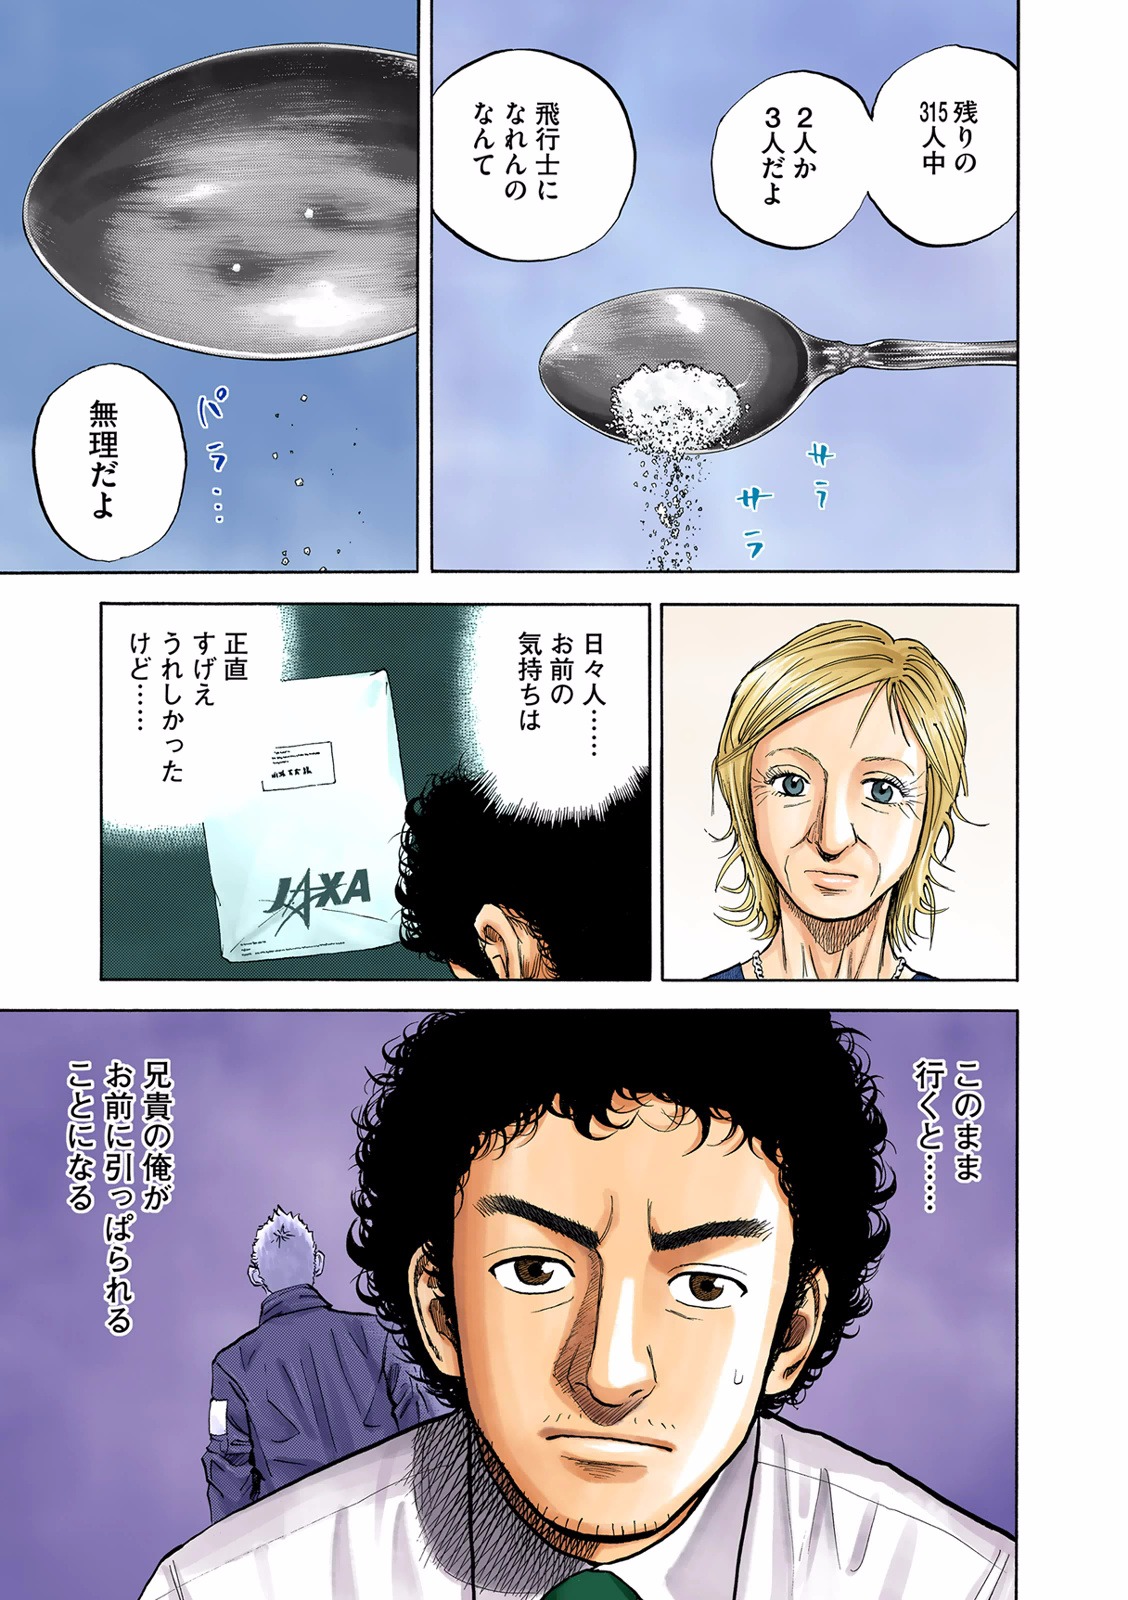 残りの
315人中
２人か
３人だよ
飛行士に
なれんの
なんて
サラ
サラ
パラ…
無理だよ
日々人……
お前の
気持ちは
正直
すげえ
うれしかった
けど……
JAXA
このまま
行くと……
兄貴の俺が
お前に引っぱられる
ことになる